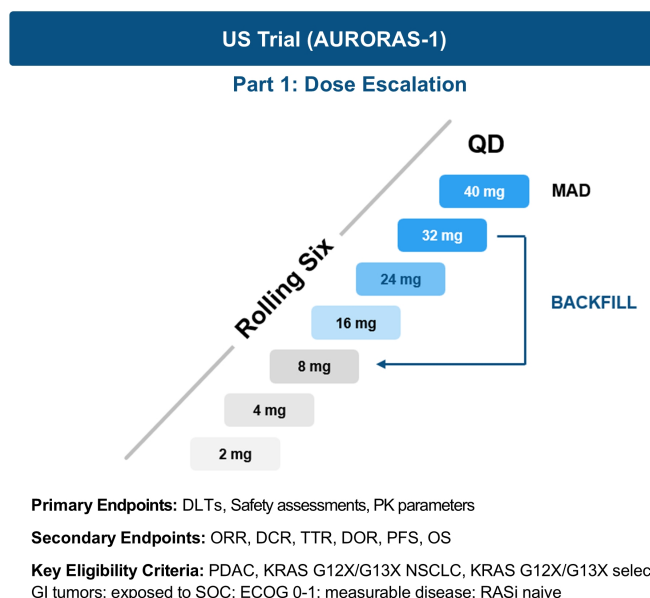 US Trial (AURORAS-1)
Part 1: Dose Escalation
QD
40 mg
MAD
32 mg
Rolling Six
24 mg
BACKFILL
16 mg
8 mg
4 mg
2 mg
Primary Endpoints: DLTs, Safety assessments, PK parameters
Secondary Endpoints: ORR, DCR, TTR, DOR, PFS, OS
Key Eligibility Criteria: PDAC, KRAS G12X/G13X NSCLC, KRAS G12X/G13X selec
GI tumors; exposed to SOC; ECOG 0-1; measurable disease; RASi naive